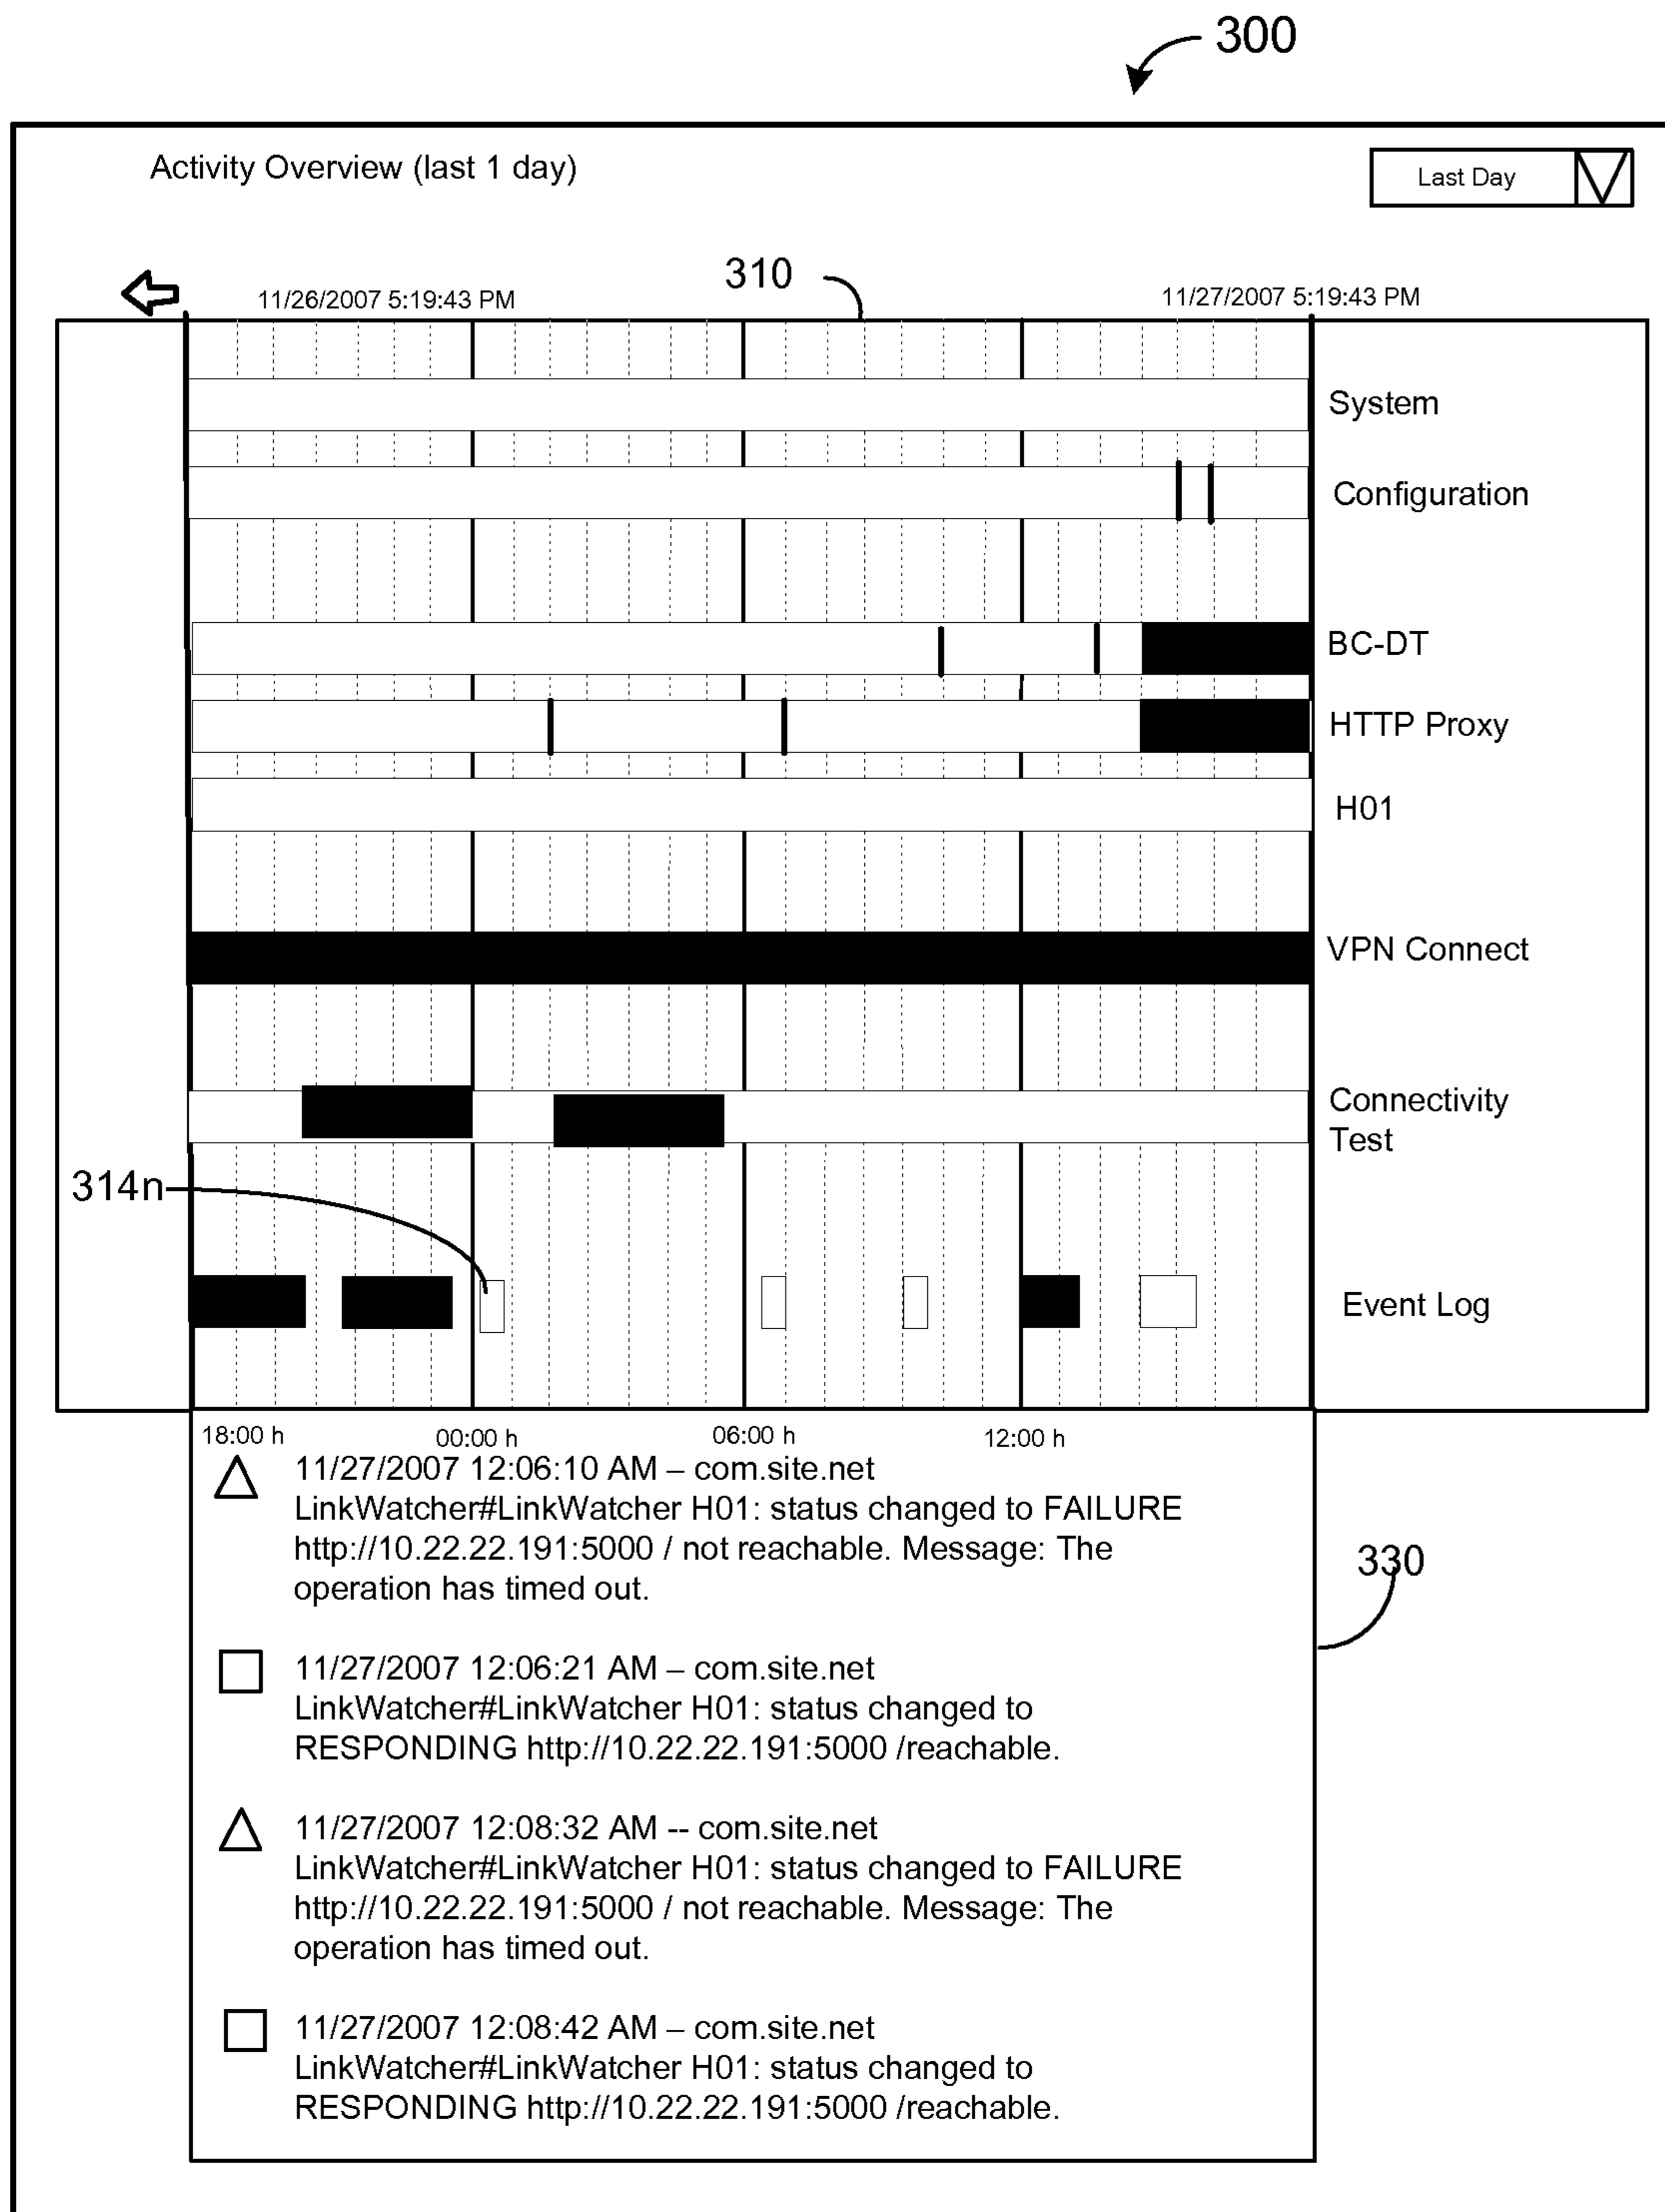 300
Activity Overview (last 1 day)
Last Day
310
11/26/2007 5:19:43 PM
11/27/2007 5:19:43 PM
System
Configuration
BC-DT
HTTP Proxy
H01
VPN Connect
Connectivity
Test
314n
Event Log
18:00 h
00:00 h
06:00 h
12:00 h
11/27/2007 12:06:10 AM – com.site.net
LinkWatcher#LinkWatcher H01: status changed to FAILURE
http://10.22.22.191:5000 / not reachable. Message: The
operation has timed out.
330
11/27/2007 12:06:21 AM – com.site.net
LinkWatcher#LinkWatcher H01: status changed to
RESPONDING http://10.22.22.191:5000 /reachable.
11/27/2007 12:08:32 AM -- com.site.net
LinkWatcher#LinkWatcher H01: status changed to FAILURE
http://10.22.22.191:5000 / not reachable. Message: The
operation has timed out.
11/27/2007 12:08:42 AM – com.site.net
LinkWatcher#LinkWatcher H01: status changed to
RESPONDING http://10.22.22.191:5000 /reachable.